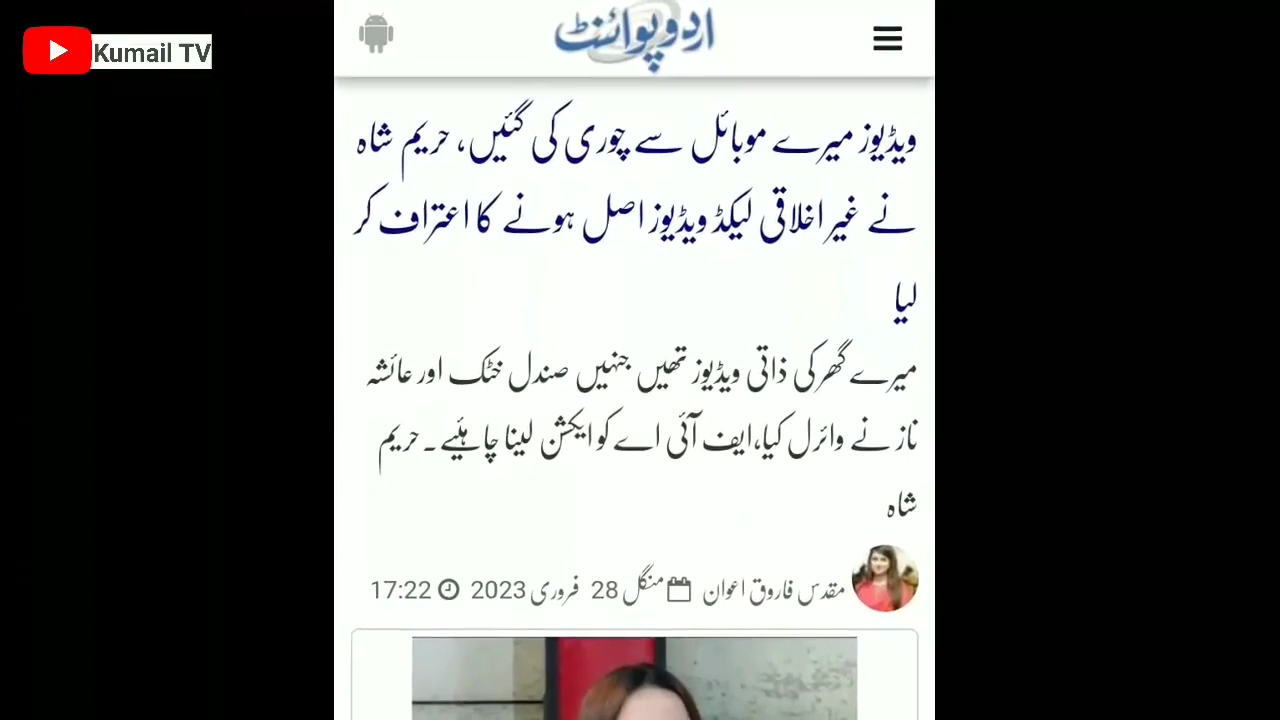 Kumail TV
اردو پوائنٹ
ویڈیوز میرے موبائل سے چوری کی گئیں، حریم شاہ
نے غیر اخلاقی لیکڈ ویڈیوز اصل ہونے کا اعتراف کر
لیا
میرے گھر کی ذاتی ویڈیوز تھیں جنہیں صندل خٹک اور عائشہ
ناز نے وائرل کیا،ایف آئی اے کو ایکشن لینا چاہئیے۔ حریم
شاہ
مقدس فاروق اعوان منگل 28 فروری 2023 17:22